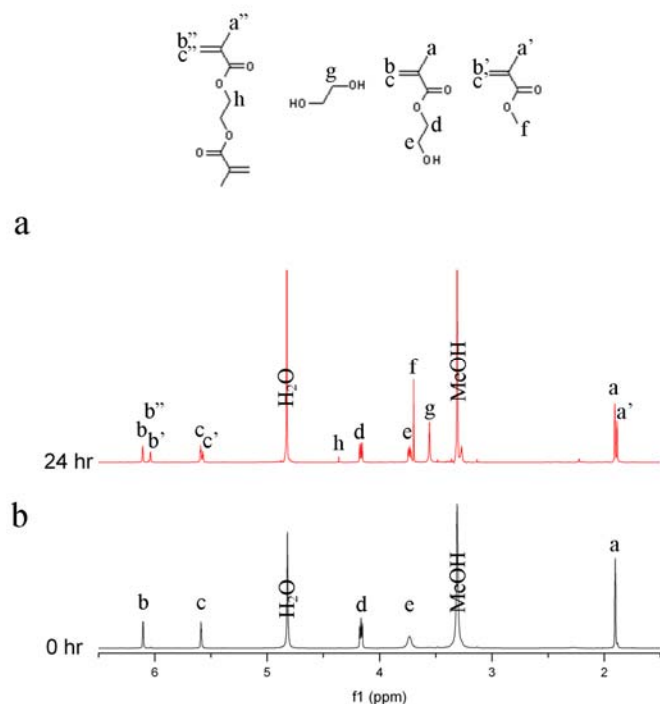 a''
b''
c''
O
O
h
O
O
g
OH
HO
a
b
c
O
O
d
e
OH
a'
b'
c'
O
O
f
a
24 hr
b
b''
b'
c
c'
H₂O
h
d
e
f
g
MeOH
a
a'
b
0 hr
b
c
H₂O
d
e
MeOH
a
6
5
4
3
2
f1 (ppm)